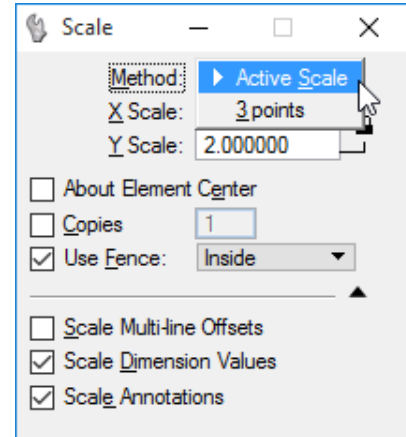 Scale
Method: Active Scale
X Scale: 3 points
Y Scale: 2.000000
About Element Center
Copies 1
Use Fence: Inside
Scale Multi-line Offsets
Scale Dimension Values
Scale Annotations